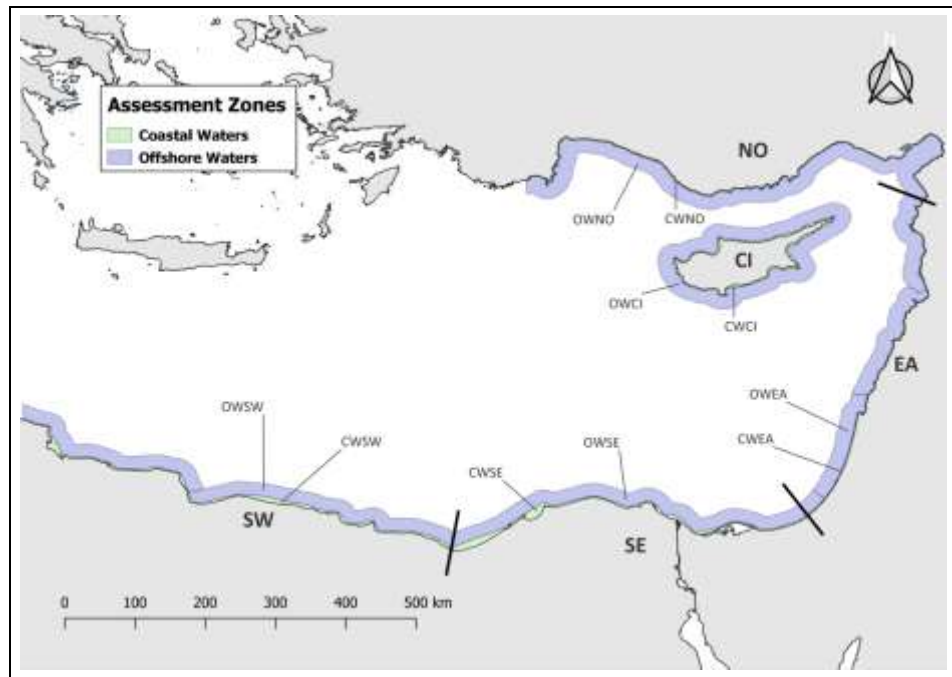 Assessment Zones
Coastal Waters
Offshore Waters
NO
OWNO
CWNO
CI
OWCI
CWCI
EA
OWEA
CWEA
OWSW
CWSW
CWSE
OWSE
SW
SE
0 100 200 300 400 500 km